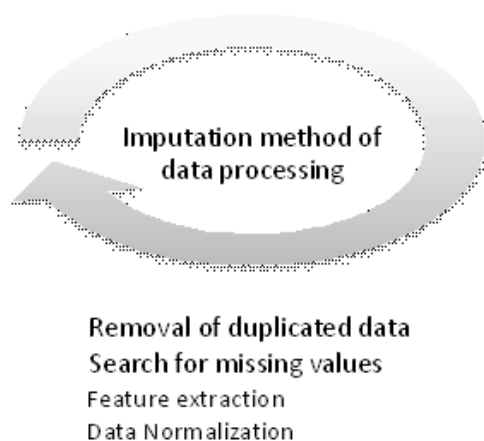 Imputation method of
data processing
Removal of duplicated data
Search for missing values
Feature extraction
Data Normalization